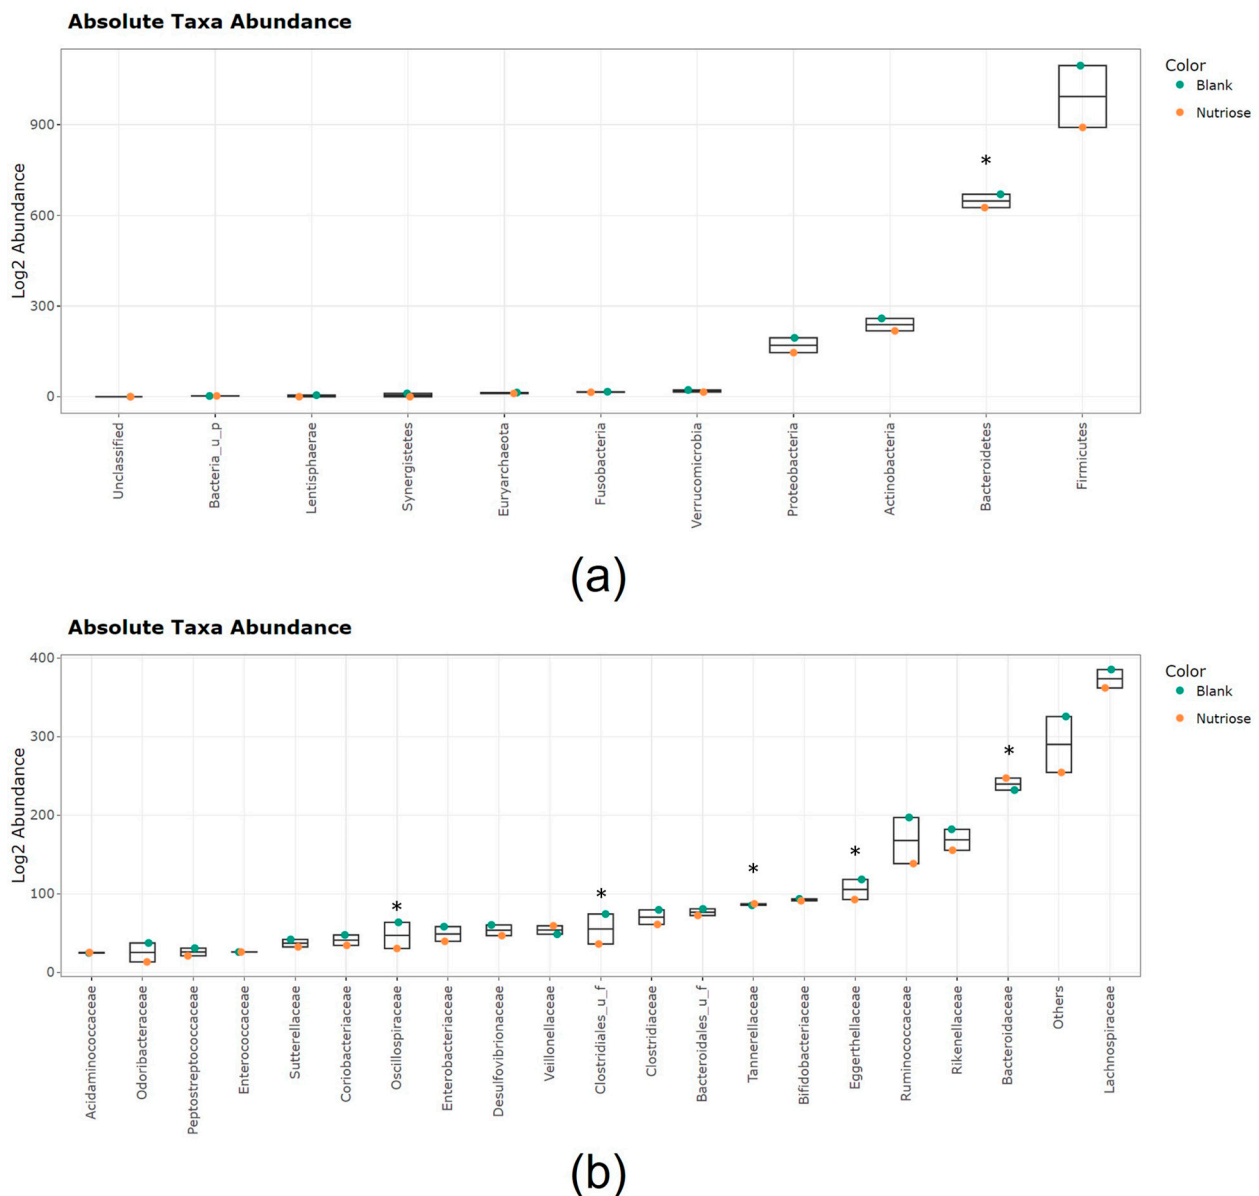 Absolute Taxa Abundance
Log2 Abundance
900
600
300
0
*
Unclassified
Bacteria_u_p
Lentisphaerae
Synergistetes
Euryarchaeota
Fusobacteria
Verrucomicrobia
Proteobacteria
Actinobacteria
Bacteroidetes
Firmicutes
Color
Blank
Nutriose
(a)
Absolute Taxa Abundance
Log2 Abundance
400
300
200
100
0
*
*
*
*
*
Acidaminococcaceae
Odoribacteraceae
Peptostreptococcaceae
Enterococcaceae
Sutterellaceae
Coriobacteriaceae
Oscillospiraceae
Enterobacteriaceae
Desulfovibrionaceae
Veillonellaceae
Clostridiales_u_f
Clostridiaceae
Bacteroidales_u_f
Tannerellaceae
Bifidobacteriaceae
Eggerthellaceae
Ruminococcaceae
Rikenellaceae
Bacteroidaceae
Others
Lachnospiraceae
Color
Blank
Nutriose
(b)